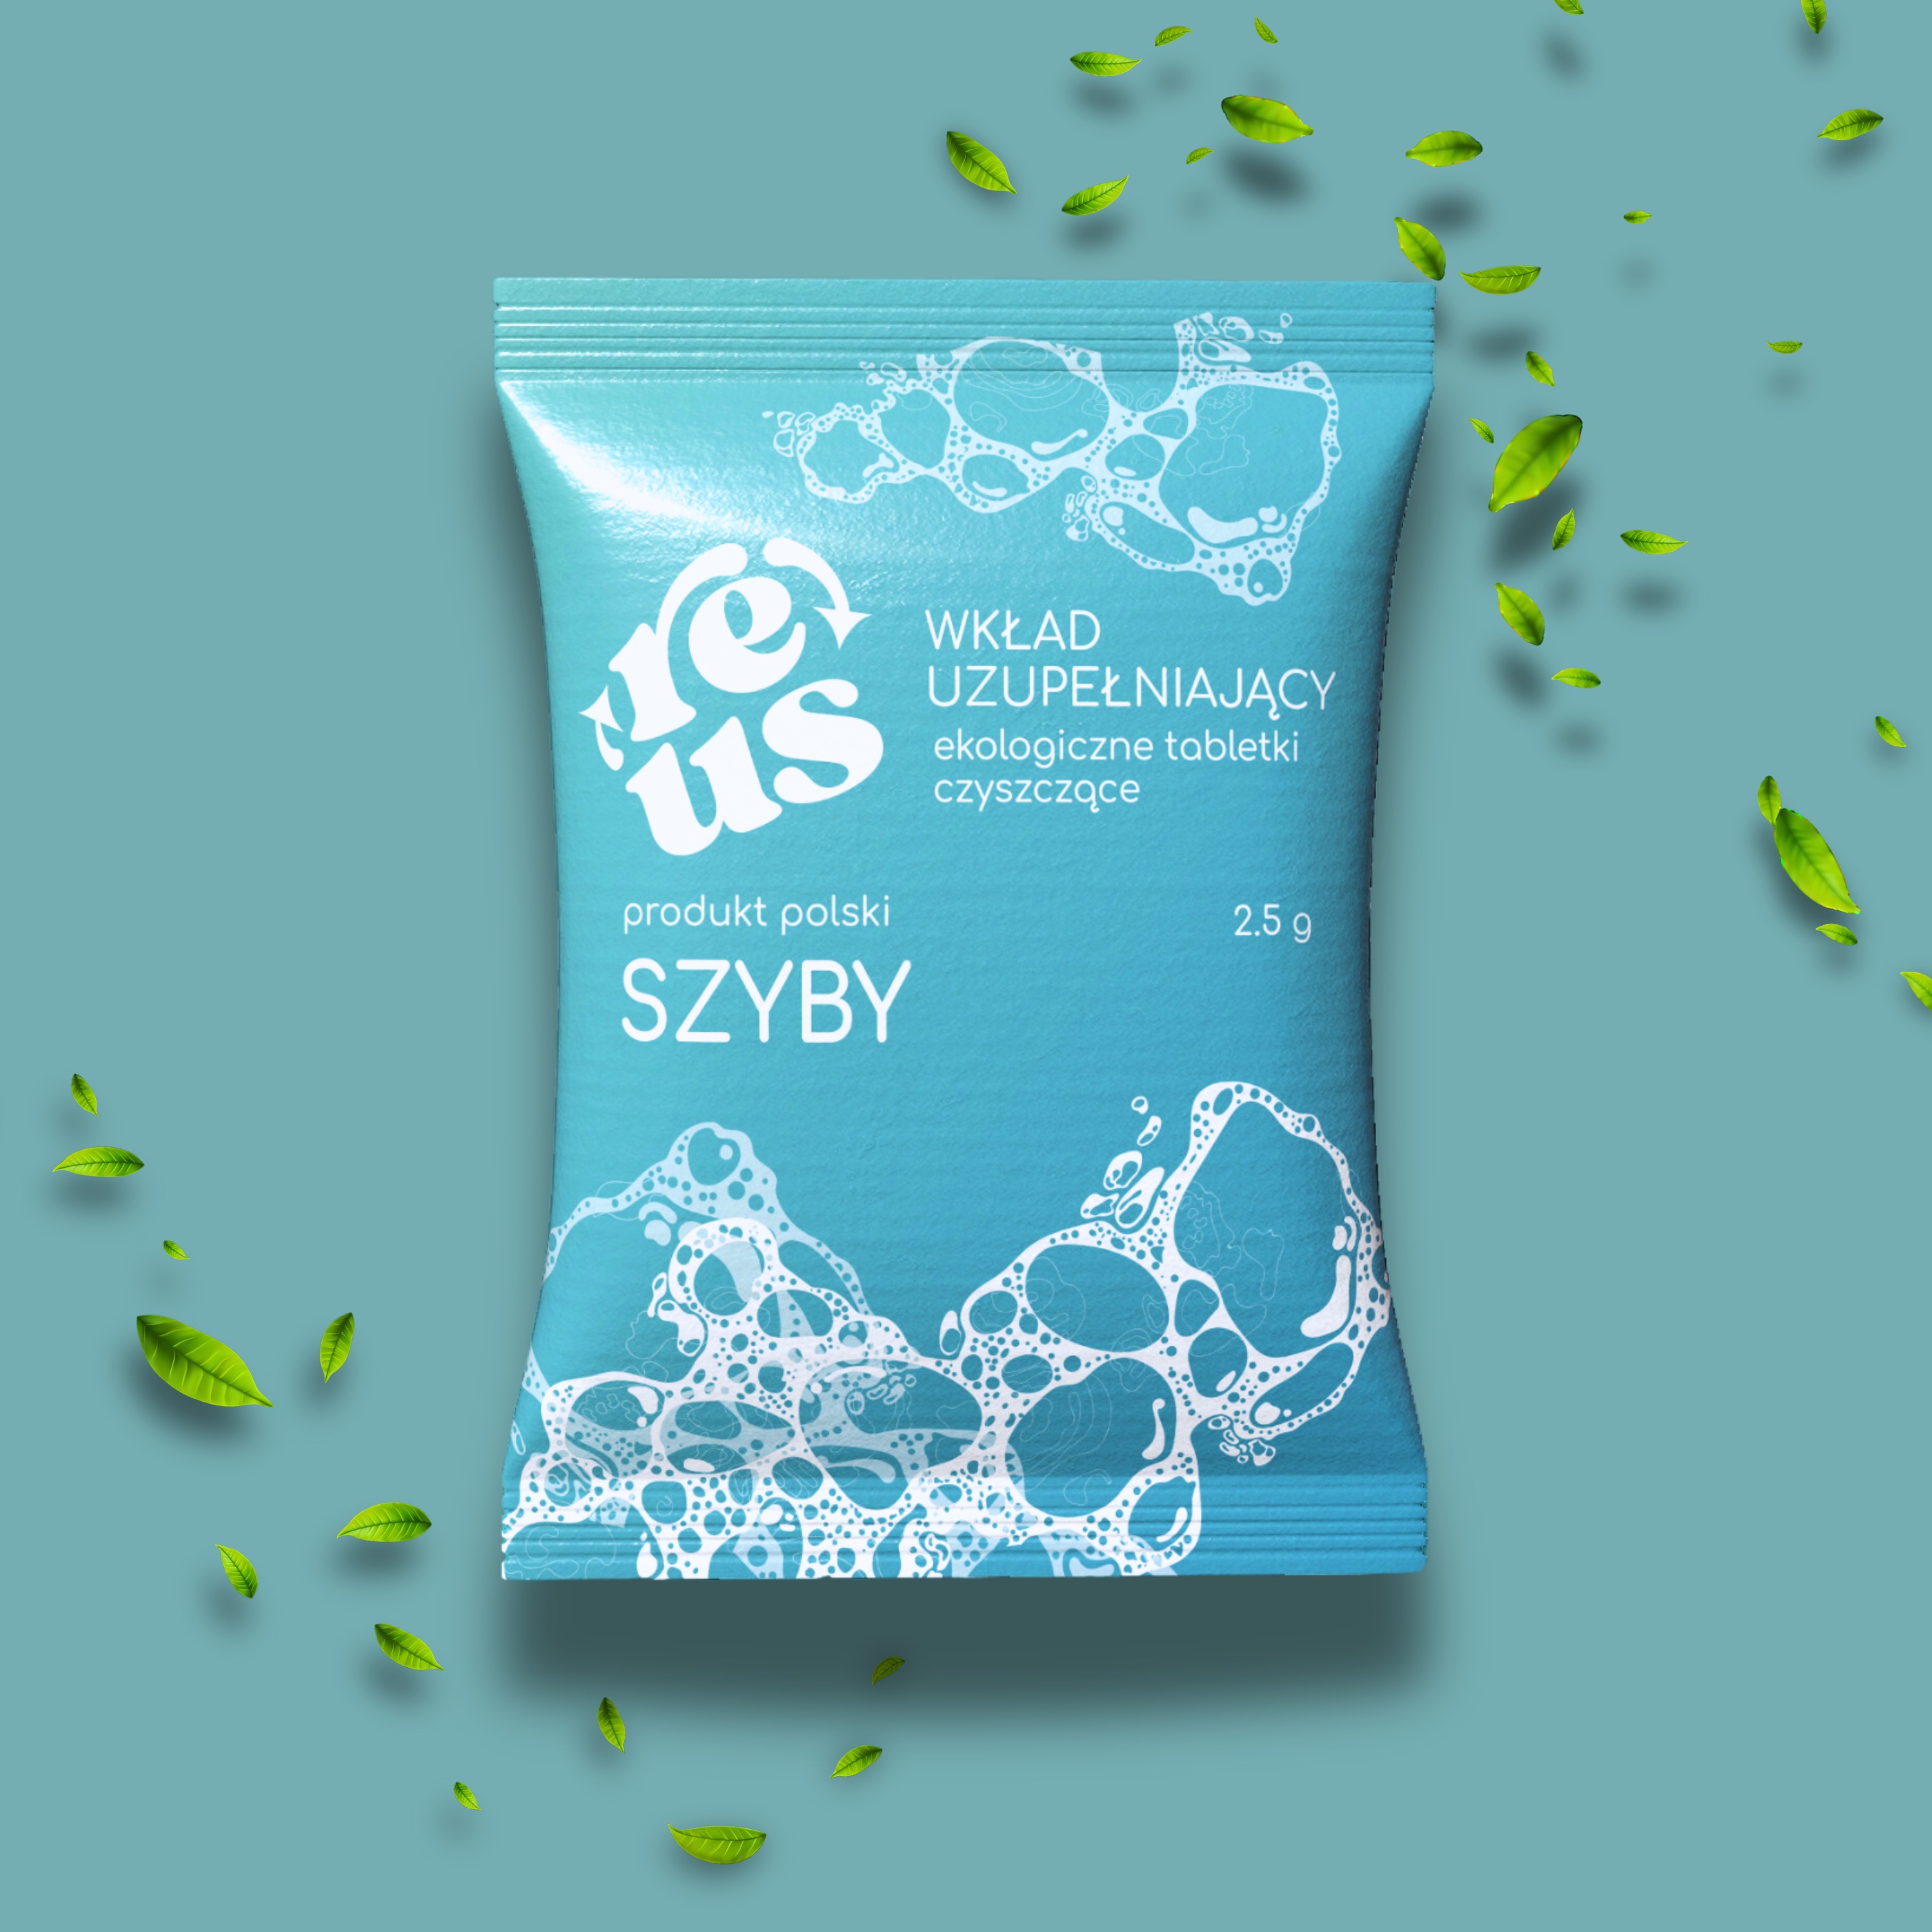 re
us
WKŁAD
UZUPEŁNIAJĄCY
ekologiczne tabletki
czyszczące
produkt polski
2.5 g
SZYBY